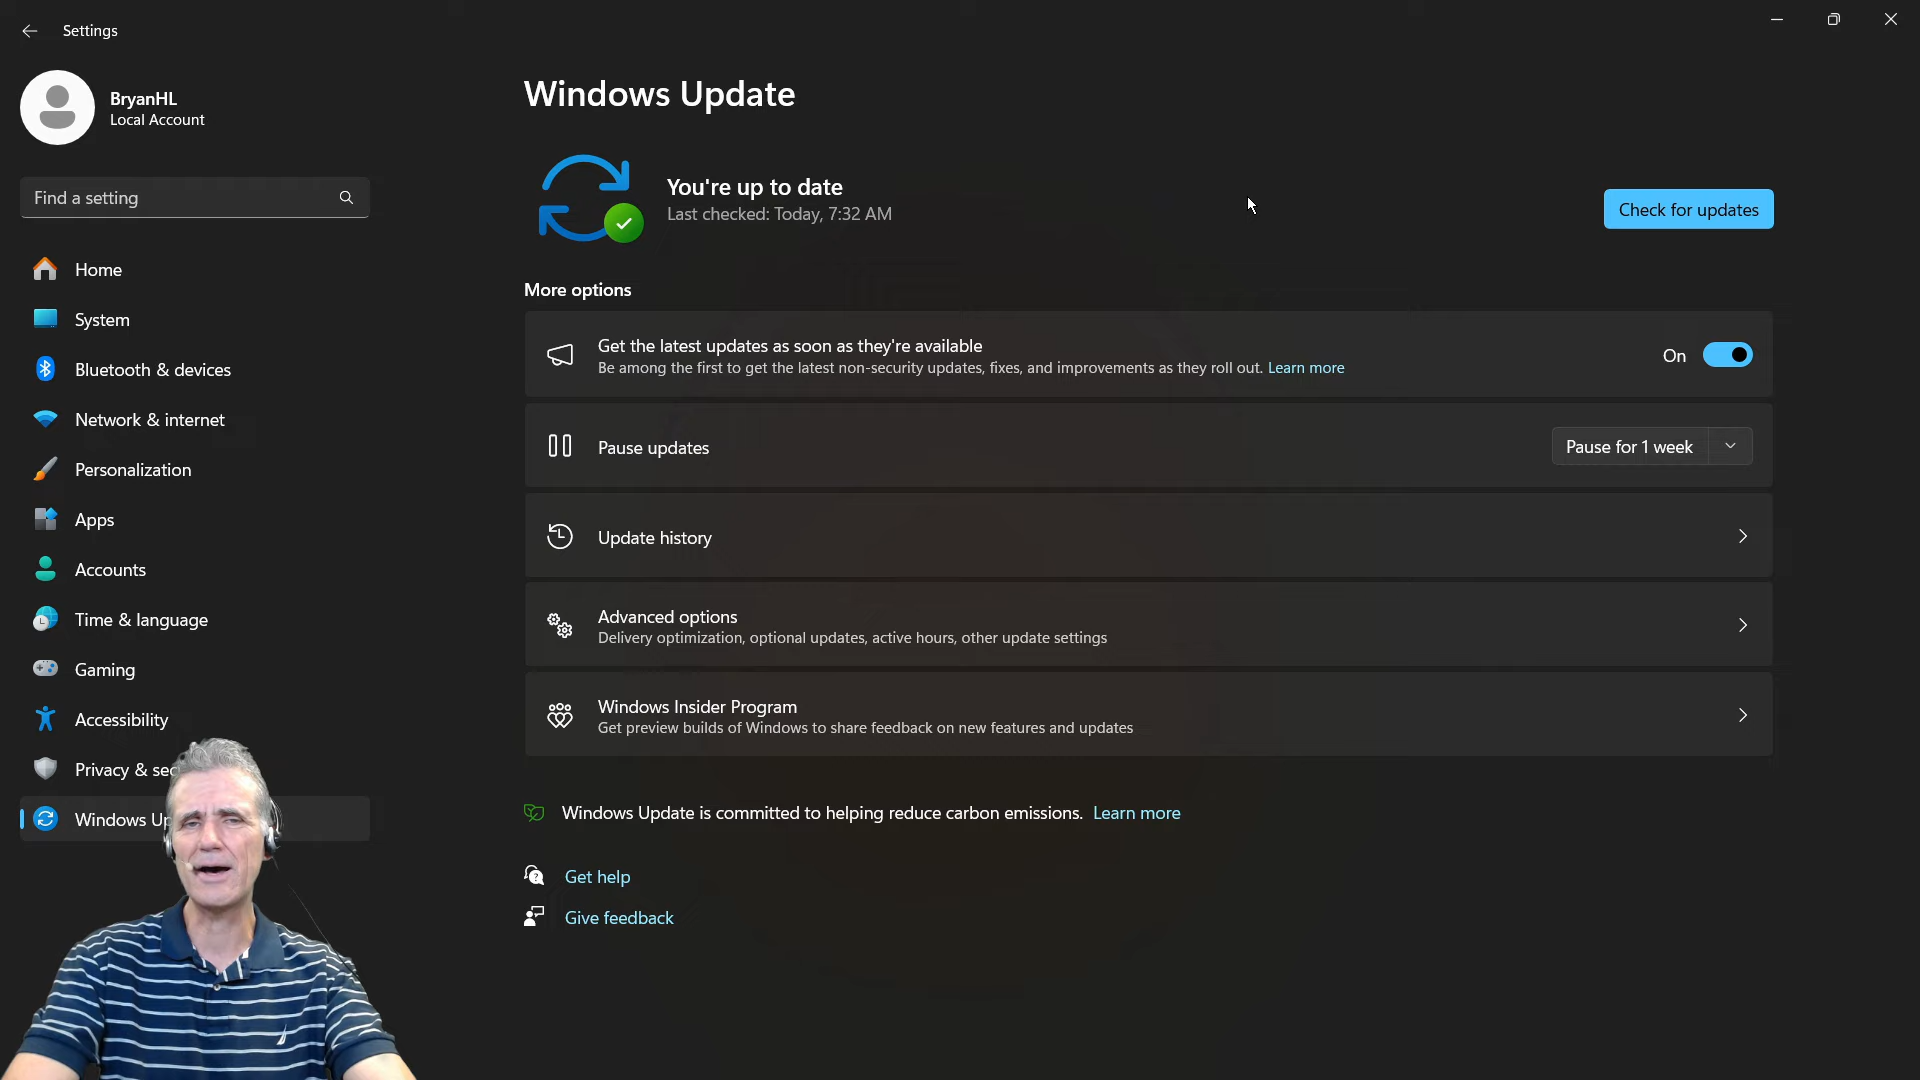 Settings
BryanHL
Local Account
Find a setting
Home
System
Bluetooth & devices
Network & internet
Personalization
Apps
Accounts
Time & language
Gaming
Accessibility
Privacy & sec
Windows Up
Windows Update
You're up to date
Last checked: Today, 7:32 AM
Check for updates
More options
Get the latest updates as soon as they're available
Be among the first to get the latest non-security updates, fixes, and improvements as they roll out. Learn more
On
Pause updates
Pause for 1 week
Update history
Advanced options
Delivery optimization, optional updates, active hours, other update settings
Windows Insider Program
Get preview builds of Windows to share feedback on new features and updates
Windows Update is committed to helping reduce carbon emissions. Learn more
Get help
Give feedback